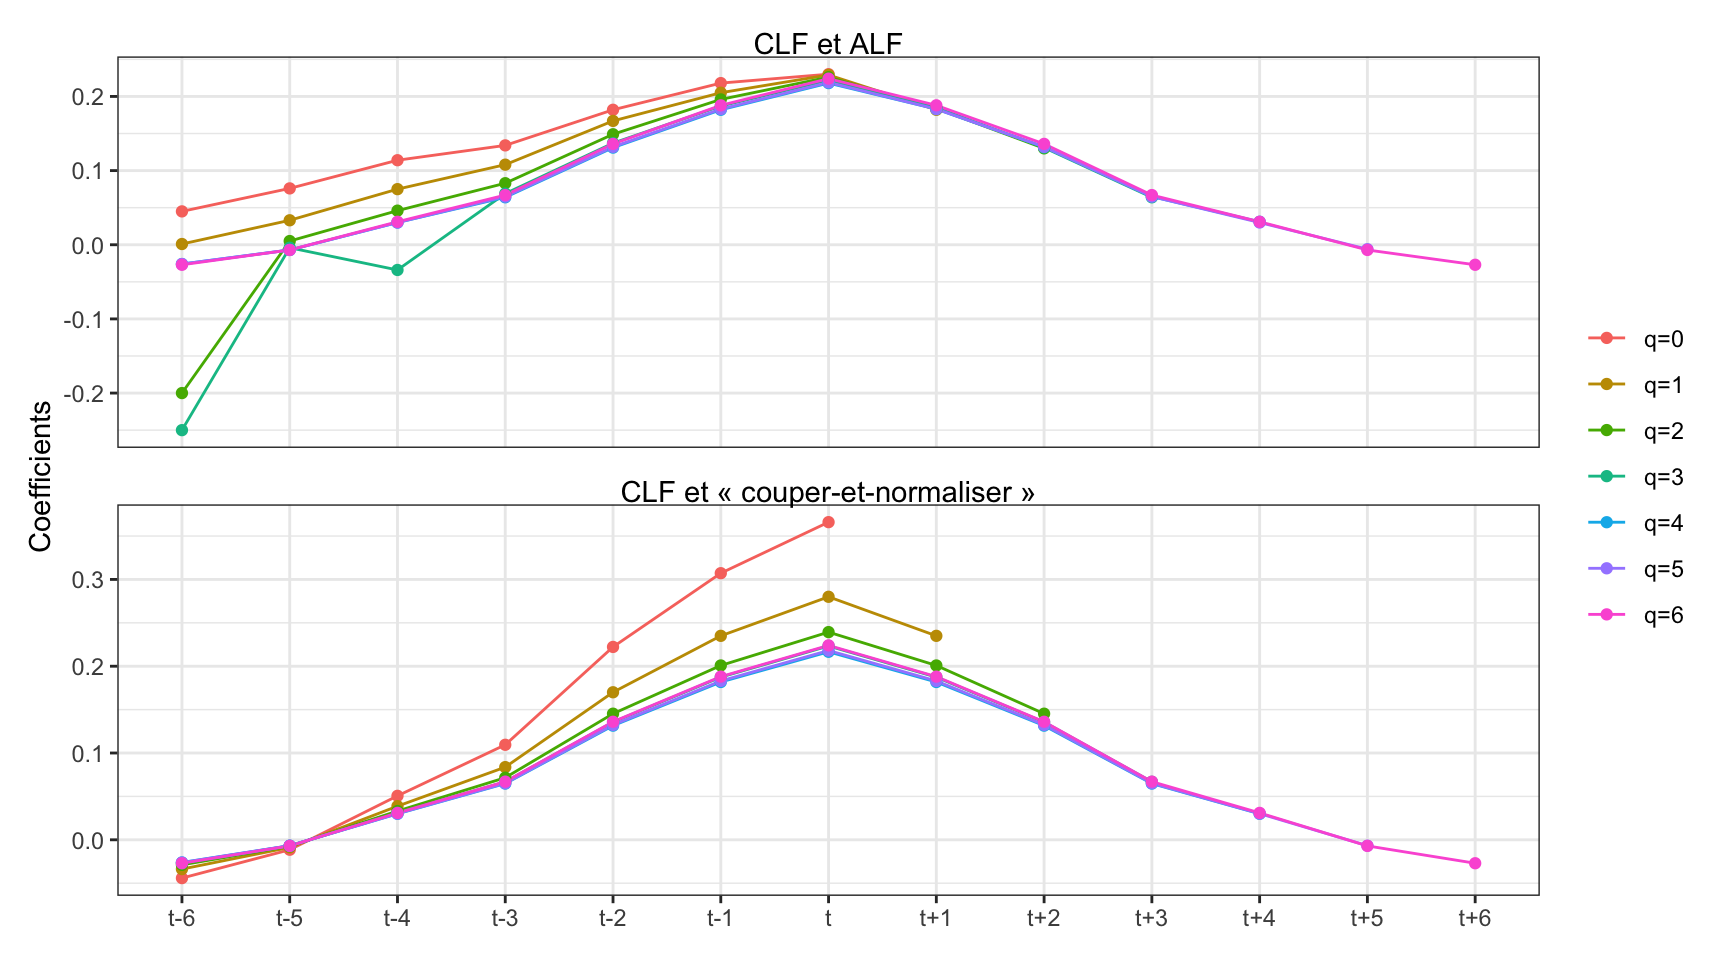 CLF et ALF
0.2
0.1
0.0
-0.1
-0.2
Coefficients
CLF et « couper-et-normaliser »
0.3
0.2
0.1
0.0
t-6 t-5 t-4 t-3 t-2 t-1 t t+1 t+2 t+3 t+4 t+5 t+6
q=0
q=1
q=2
q=3
q=4
q=5
q=6